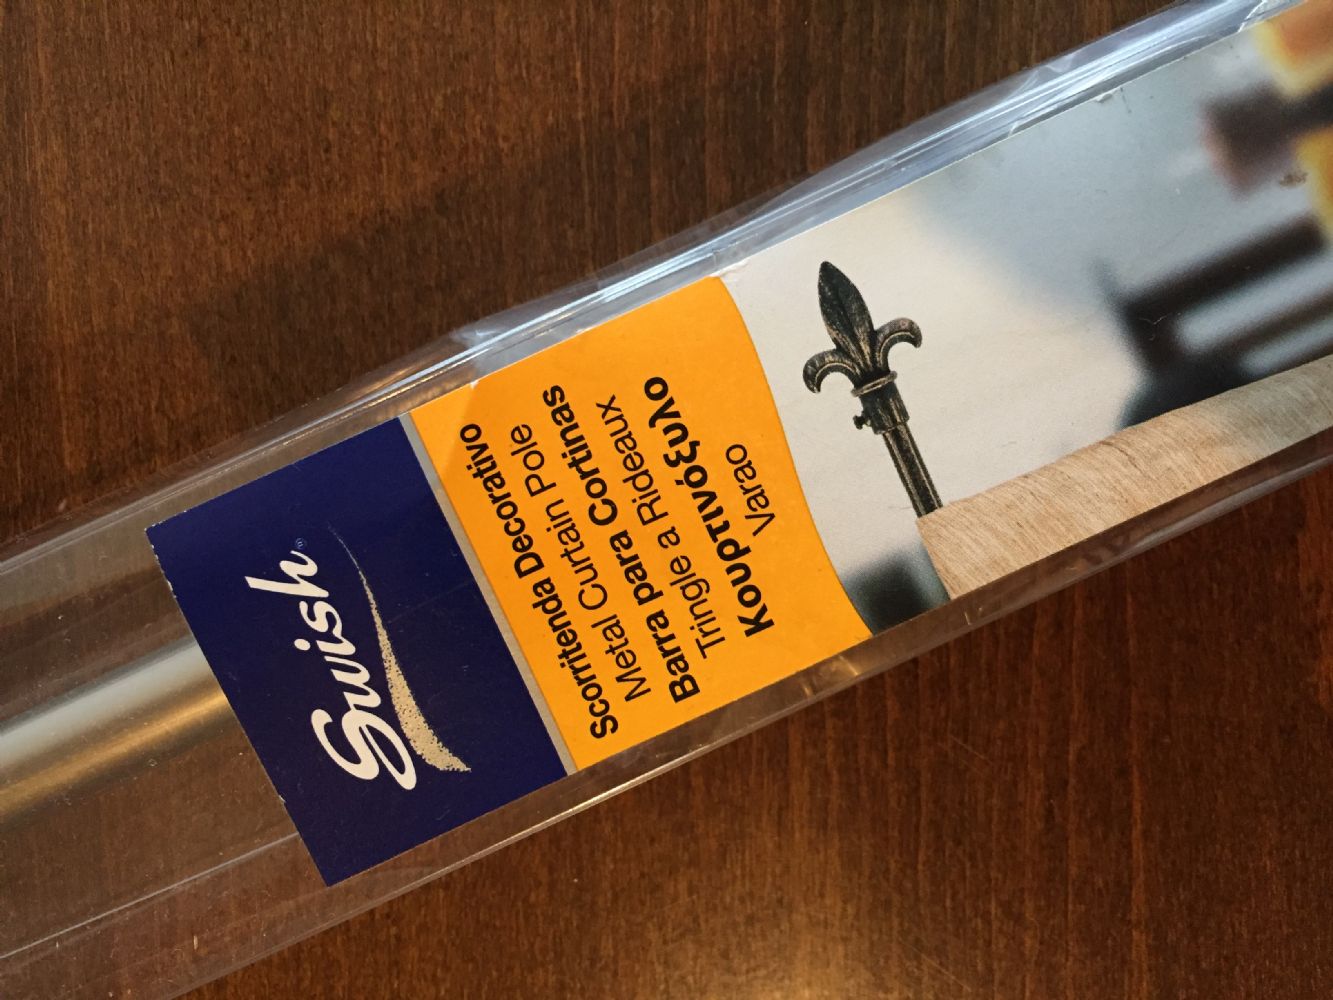 Swish®
Scorritenda Decorativo
Metal Curtain Pole
Barra para Cortinas
Tringle a Rideaux
Κουρτινόξυλο
Varao